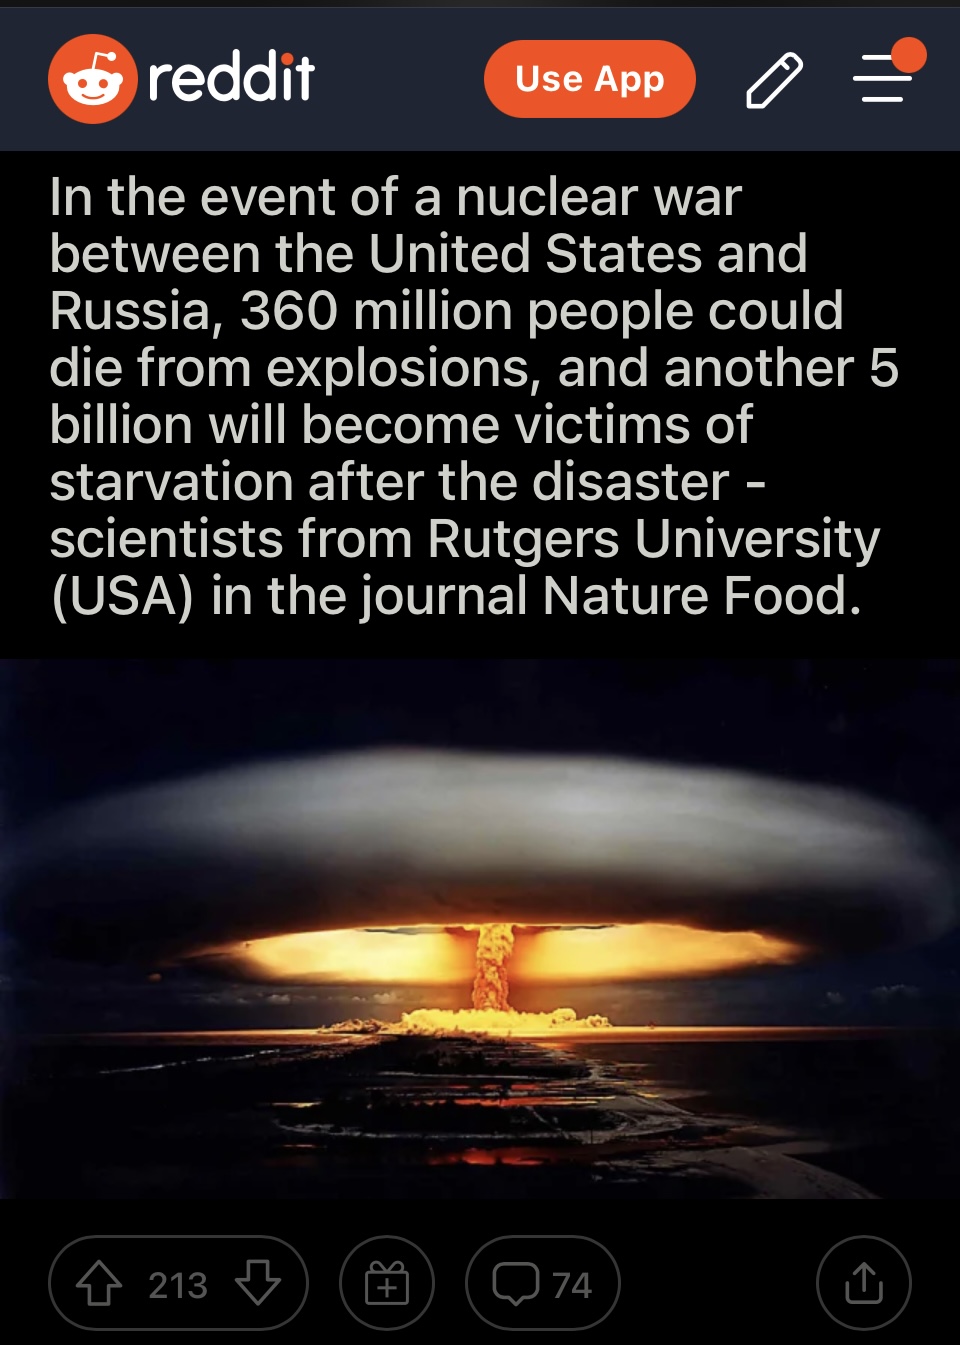 reddit
Use App
In the event of a nuclear war
between the United States and
Russia, 360 million people could
die from explosions, and another 5
billion will become victims of
starvation after the disaster -
scientists from Rutgers University
(USA) in the journal Nature Food.
213
74